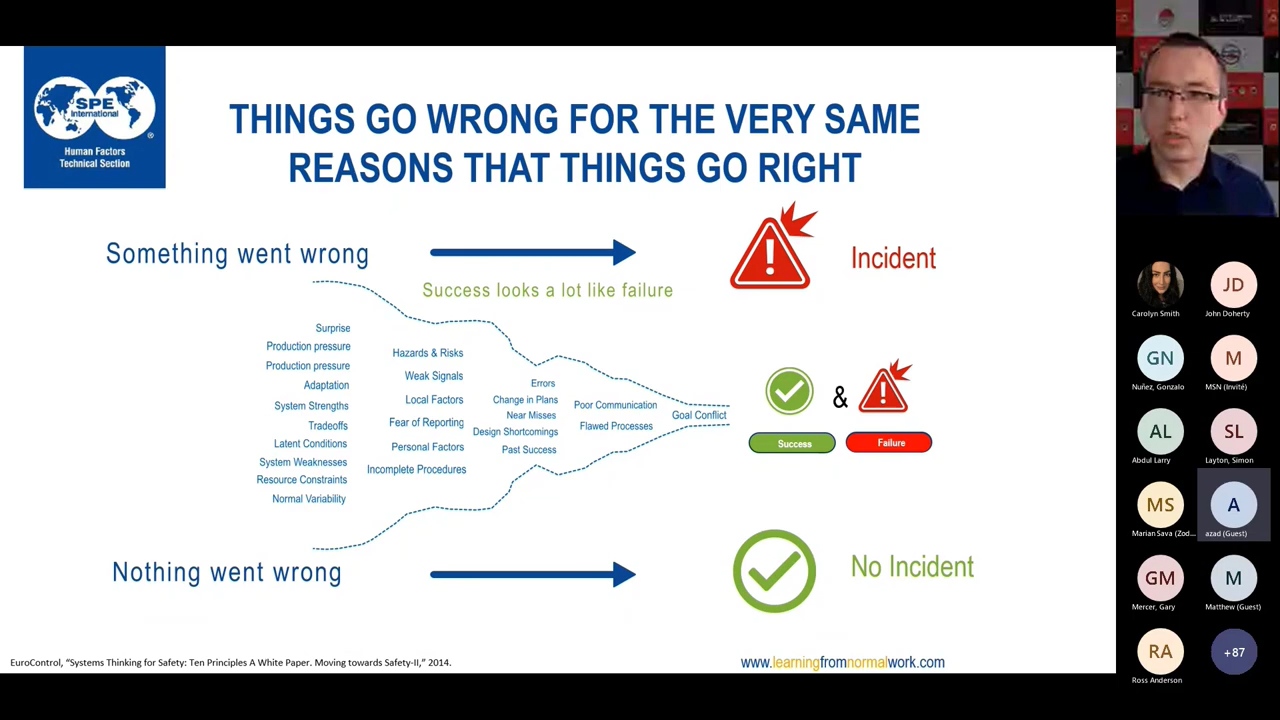 SPE
International
®
Human Factors
Technical Section
THINGS GO WRONG FOR THE VERY SAME
REASONS THAT THINGS GO RIGHT
Something went wrong
Incident
Success looks a lot like failure
Surprise
Production pressure
Production pressure
Adaptation
System Strengths
Tradeoffs
Latent Conditions
System Weaknesses
Resource Constraints
Normal Variability
Hazards & Risks
Weak Signals
Local Factors
Fear of Reporting
Personal Factors
Incomplete Procedures
Errors
Change in Plans
Near Misses
Design Shortcomings
Past Success
Poor Communication
Flawed Processes
Goal Conflict
&
Success
Failure
Nothing went wrong
No Incident
EuroControl, “Systems Thinking for Safety: Ten Principles A White Paper. Moving towards Safety-II,” 2014.
www.learningfromnormalwork.com
Carolyn Smith
JD
John Doherty
GN
Nuñez, Gonzalo
M
MSN (Invité)
AL
Abdul Larry
SL
Layton, Simon
MS
Marian Sava (Zod...
A
azad (Guest)
GM
Mercer, Gary
M
Matthew (Guest)
RA
Ross Anderson
+87